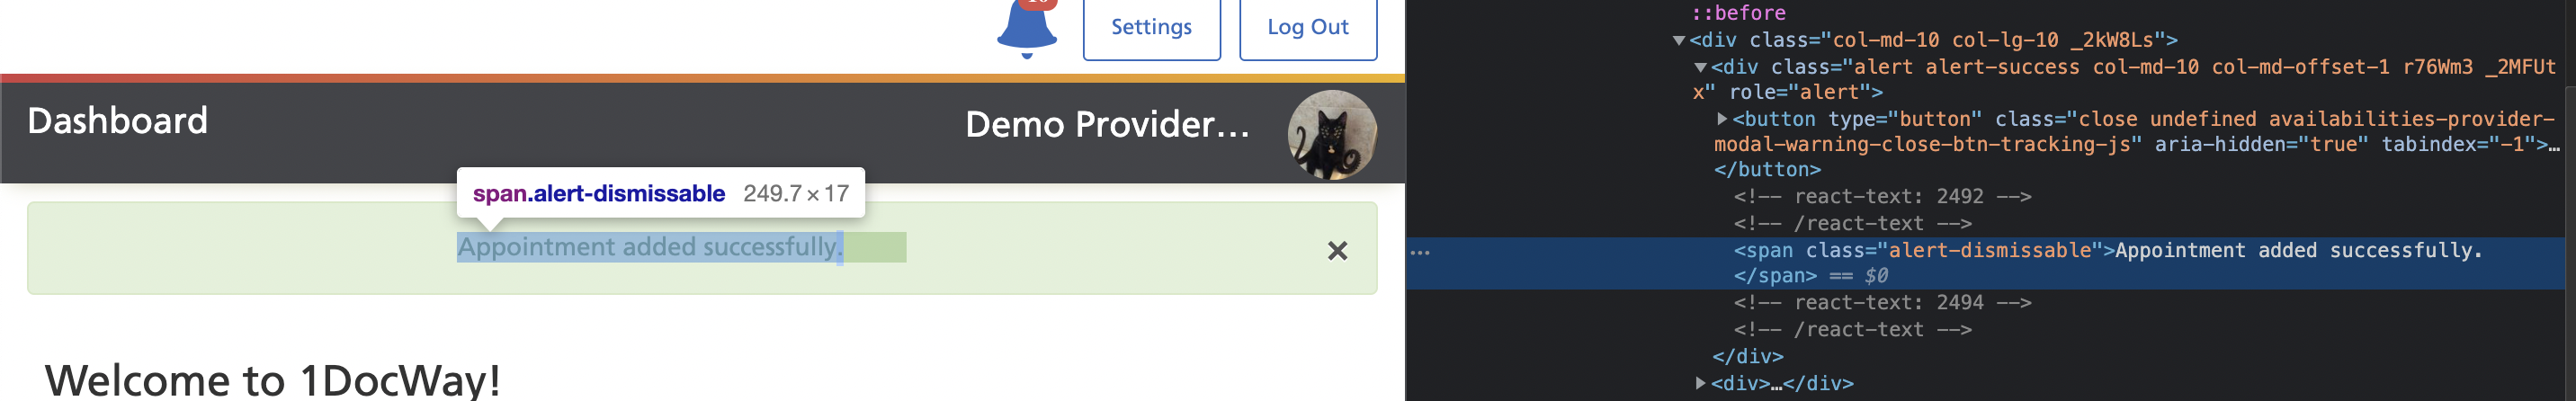 Settings
Log Out
Dashboard
Demo Provider...
span.alert-dismissable 249.7×17
Appointment added successfully.
×
Welcome to 1DocWay!
::before
▼<div class="col-md-10 col-lg-10 _2kW8Ls">
▼<div class="alert alert-success col-md-10 col-md-offset-1 r76Wm3 _2MFUt
x" role="alert">
▶<button type="button" class="close undefined availabilities-provider-
modal-warning-close-btn-tracking-js" aria-hidden="true" tabindex="-1">…
</button>
<!-- react-text: 2492 -->
<!-- /react-text -->
… <span class="alert-dismissable">Appointment added successfully.
</span> == $0
<!-- react-text: 2494 -->
<!-- /react-text -->
</div>
▶<div>…</div>